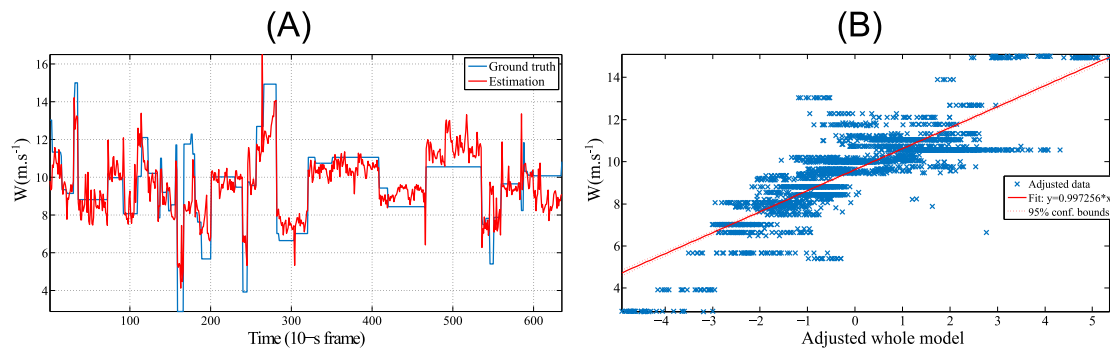 (A)
(B)
16
14
12
10
8
6
4
W(m.s⁻¹)
Ground truth
Estimation
100
200
300
400
500
600
Time (10−s frame)
14
12
10
8
6
4
W(m.s⁻¹)
Adjusted data
Fit: y=0.997256*x
95% conf. bounds
−4
−3
−2
−1
0
1
2
3
4
5
Adjusted whole model